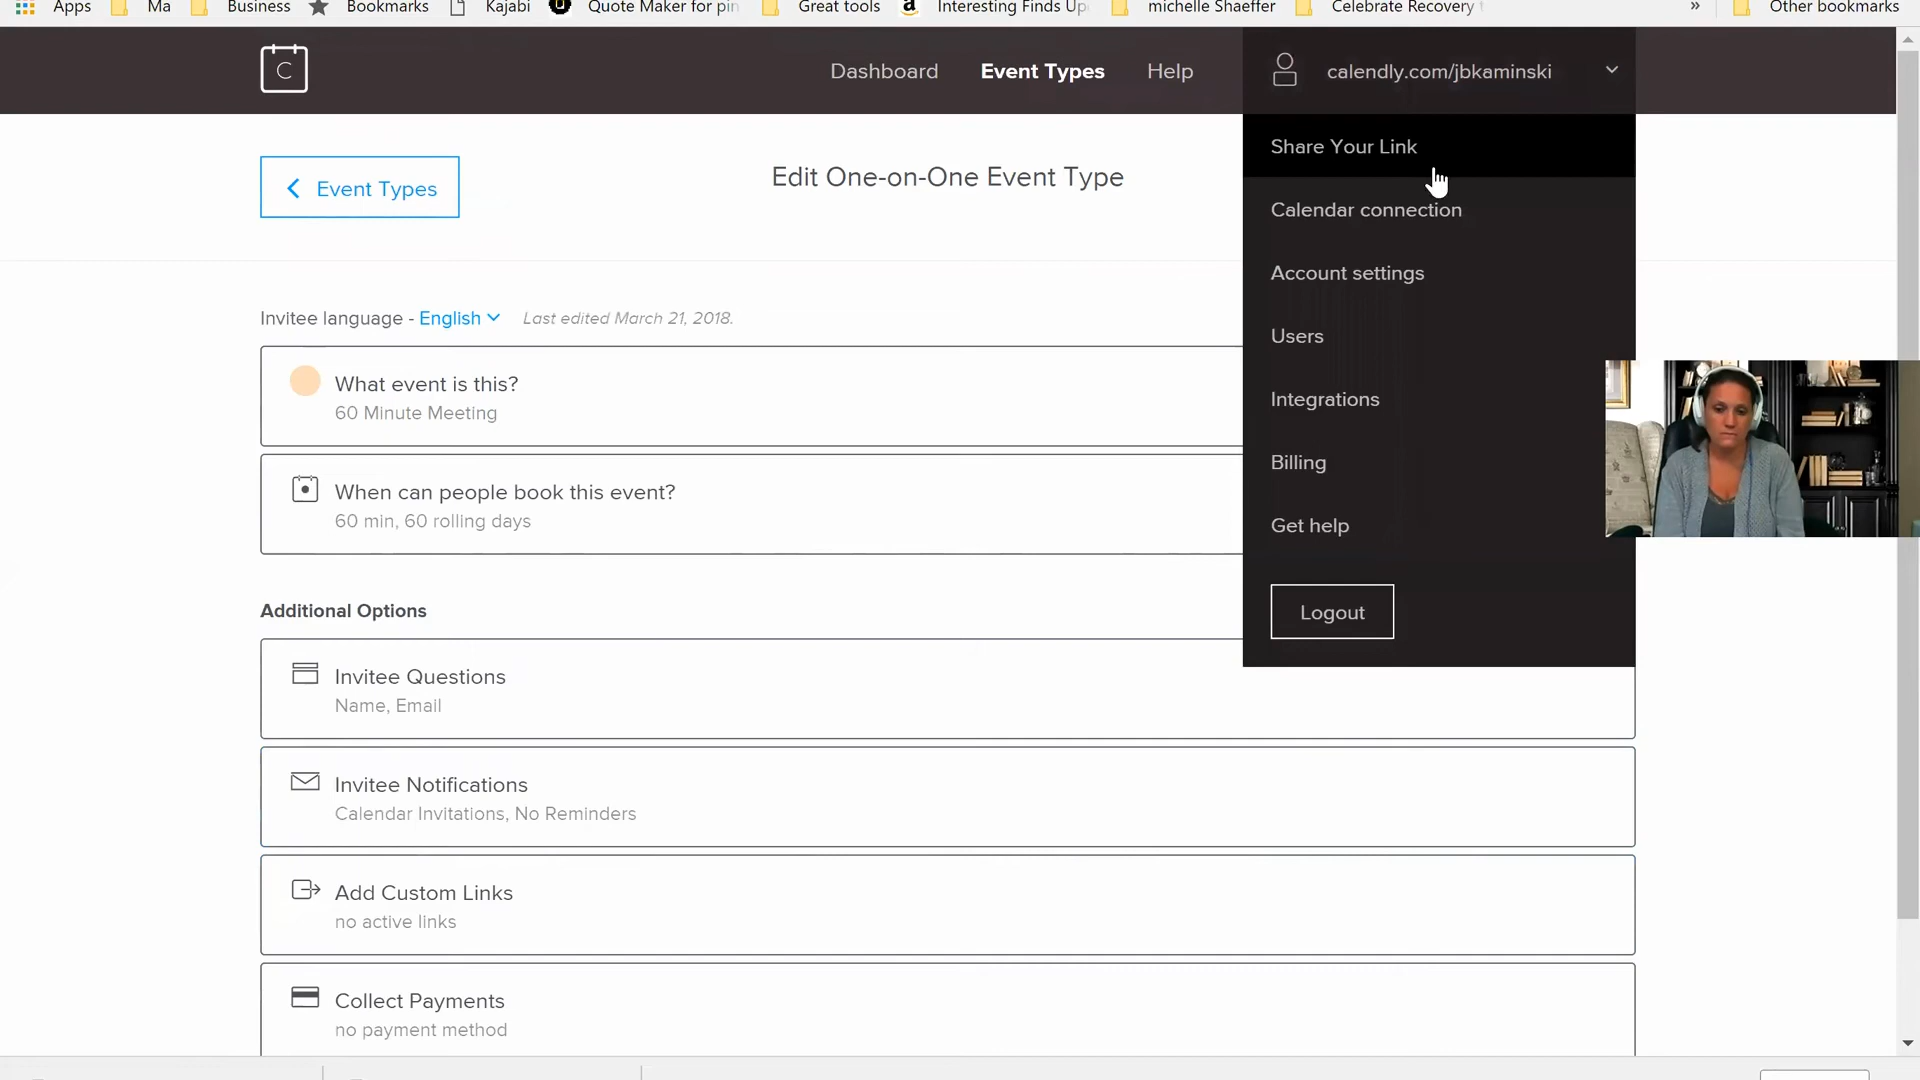 Apps Ma Business Bookmarks Kajabi Quote Maker for pin Great tools a Interesting Finds Up michelle Shaeffer Celebrate Recovery » Other bookmarks
C Dashboard Event Types Help calendly.com/jbkaminski
Share Your Link
Event Types
Edit One-on-One Event Type
Calendar connection
Account settings
Invitee language - English Last edited March 21, 2018.
Users
What event is this?
60 Minute Meeting
Integrations
Billing
When can people book this event?
60 min, 60 rolling days
Get help
Logout
Additional Options
Invitee Questions
Name, Email
Invitee Notifications
Calendar Invitations, No Reminders
Add Custom Links
no active links
Collect Payments
no payment method